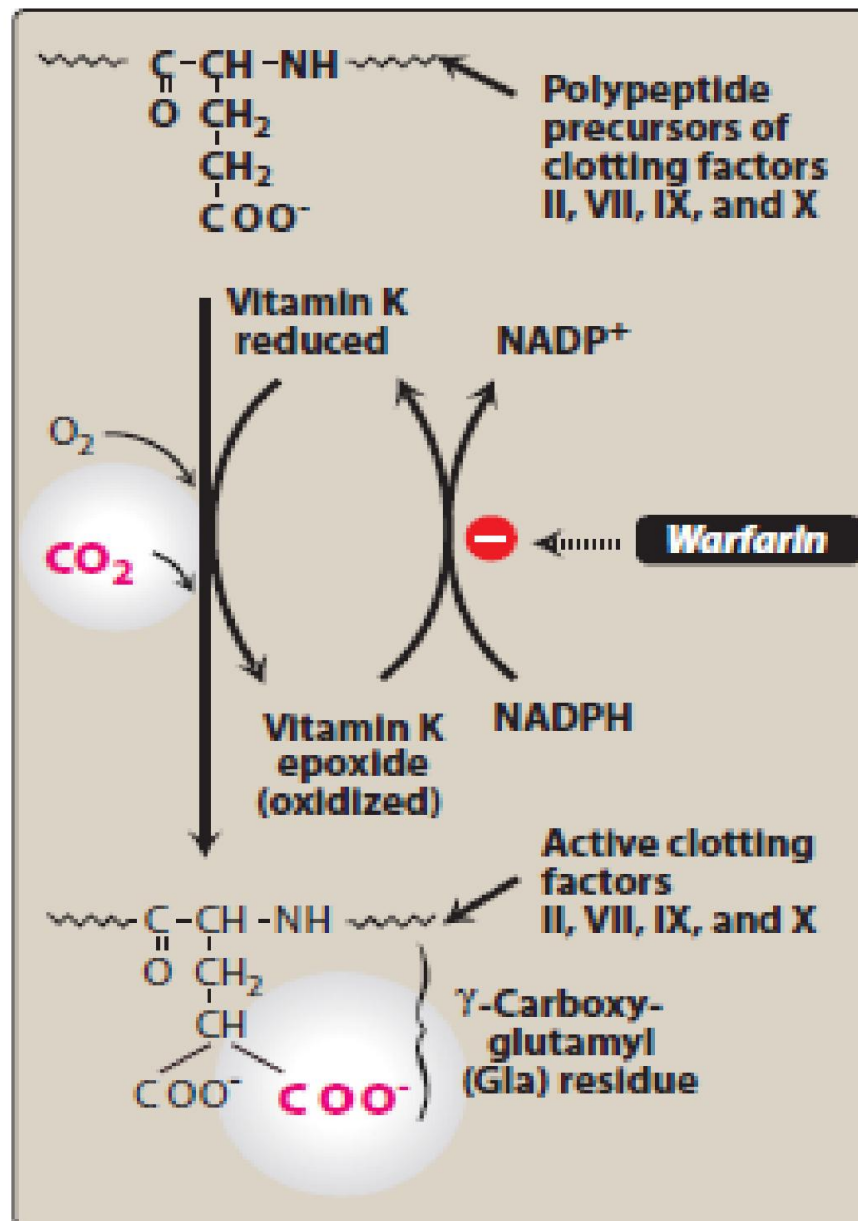 C-CH-NH
O CH₂
CH₂
COO⁻
Polypeptide
precursors of
clotting factors
II, VII, IX, and X
Vitamin K
reduced
NADP⁺
O₂
CO₂
Warfarin
Vitamin K
epoxide
(oxidized)
NADPH
Active clotting
factors
II, VII, IX, and X
C-CH-NH
O CH₂
CH
COO⁻ COO⁻
γ-Carboxy-
glutamyl
(Gla) residue